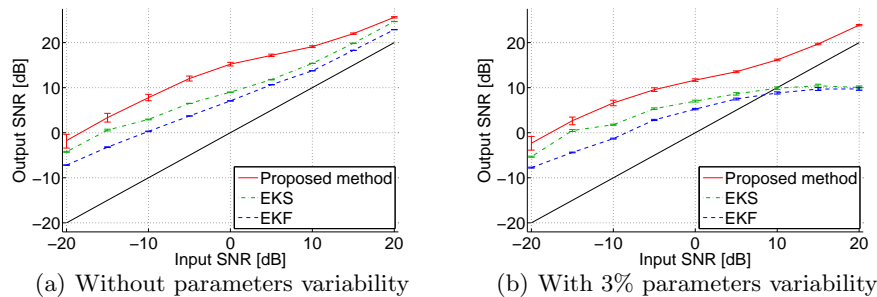 Output SNR [dB]
20
10
0
−10
−20
−20
−10
0
10
20
Input SNR [dB]
Proposed method
EKS
EKF
(a) Without parameters variability
Output SNR [dB]
20
10
0
−10
−20
−20
−10
0
10
20
Input SNR [dB]
Proposed method
EKS
EKF
(b) With 3% parameters variability